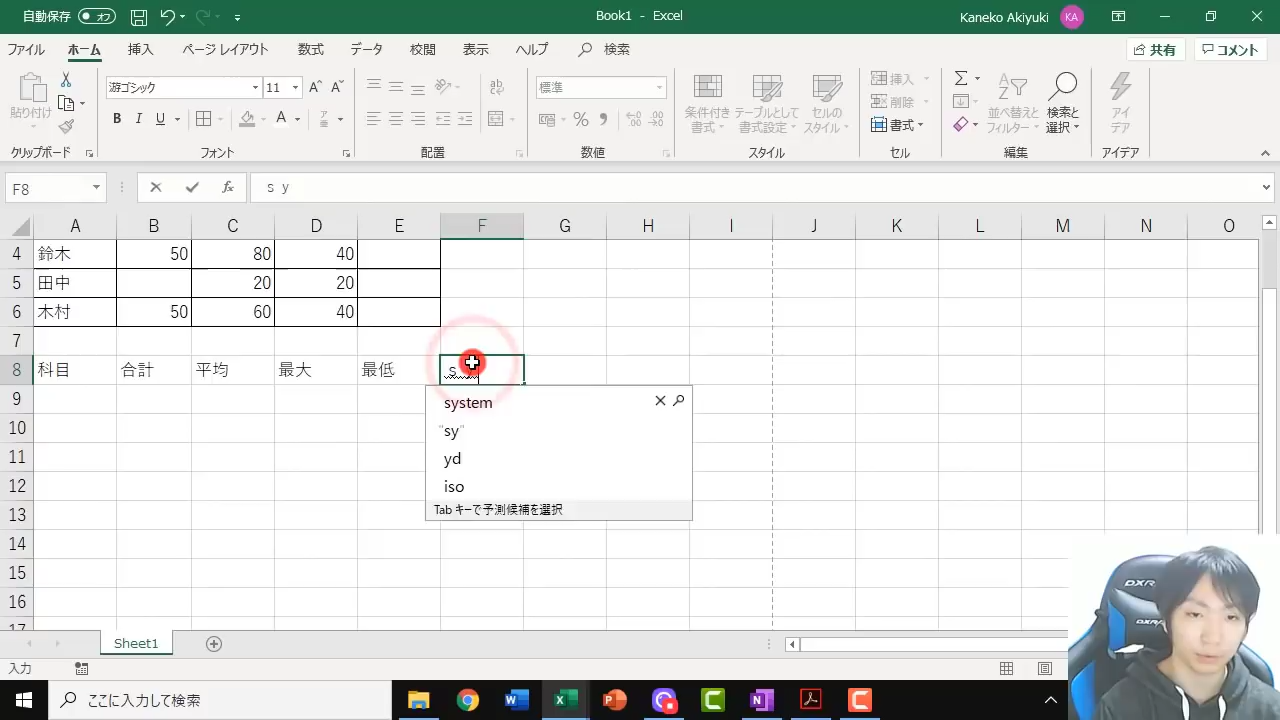 自動保存 オフ Book1 - Excel Kaneko Akiyuki KA
ファイル ホーム 挿入 ページ レイアウト 数式 データ 校閲 表示 ヘルプ 検索 共有 コメント
貼り付け 游ゴシック 11 標準 条件付き テーブルとして セルの 挿入 並べ替えと 検索と アイ
B I U A 書式 書式設定 スタイル 削除 フィルター 選択 デア
書式
クリップボード フォント 配置 数値 スタイル セル 編集 アイデア
F8 s y
A B C D E F G H I J K L M N O
4 鈴木 50 80 40
5 田中 20 20
6 木村 50 60 40
7
8 科目 合計 平均 最大 最低 s
9 system
10 "sy"
11 yd
12 iso
13 Tab キーで予測候補を選択
14
15
16
17
DXR
DXR
Sheet1
入力
ここに入力して検索